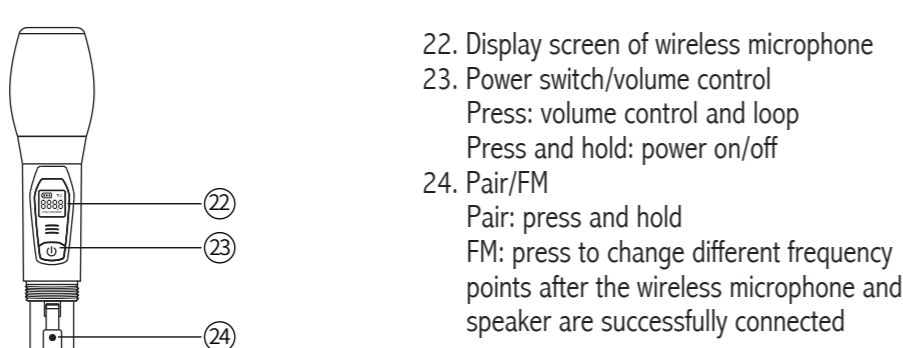 22. Display screen of wireless microphone
23. Power switch/volume control
Press: volume control and loop
Press and hold: power on/off
24. Pair/FM
Pair: press and hold
FM: press to change different frequency
points after the wireless microphone and
speaker are successfully connected
8888
22
23
24